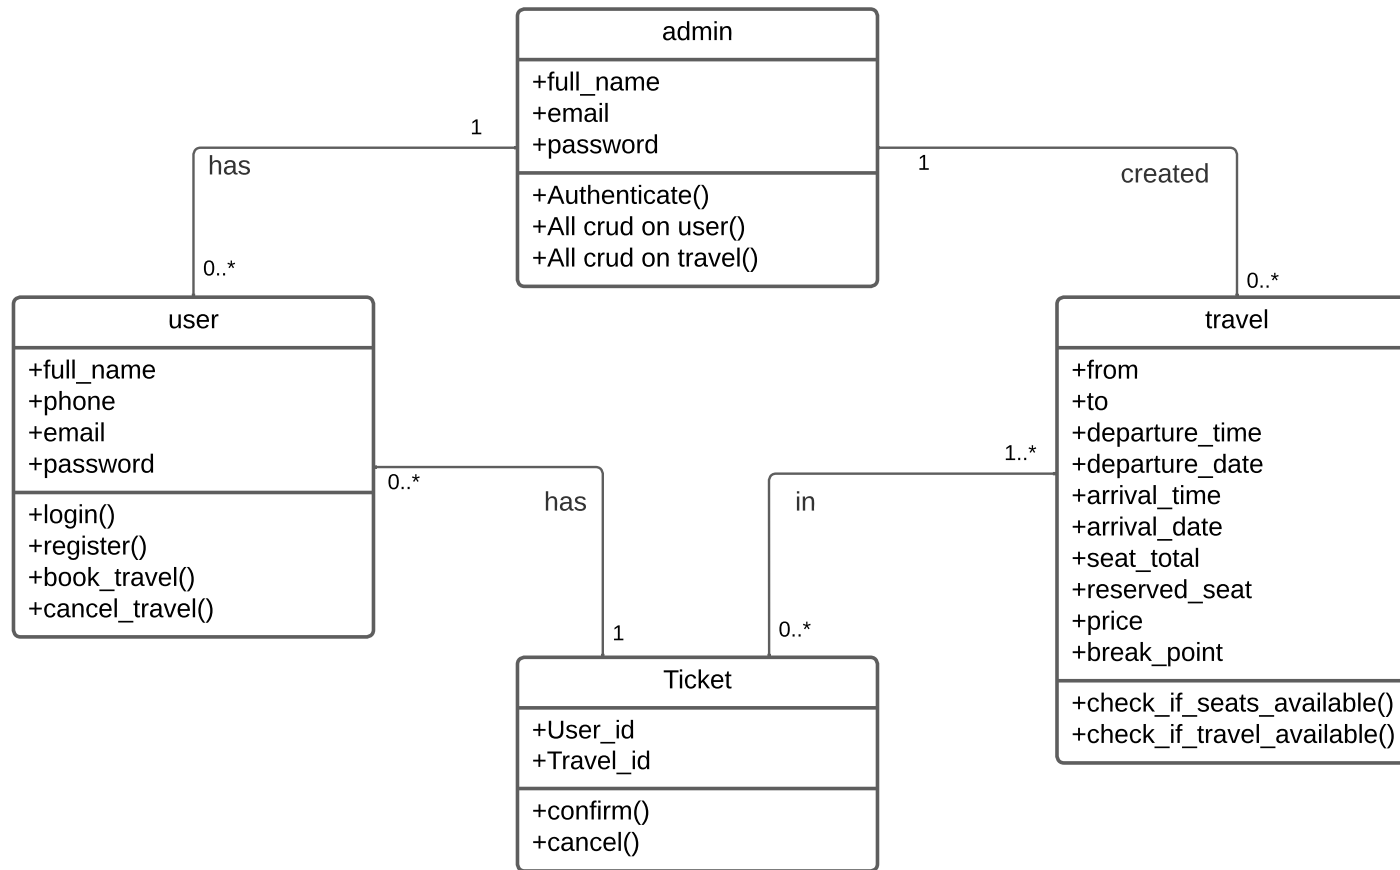 admin
+full_name
+email
+password
+Authenticate()
+All crud on user()
+All crud on travel()
1
has
0..*
1
created
0..*
user
+full_name
+phone
+email
+password
+login()
+register()
+book_travel()
+cancel_travel()
travel
+from
+to
+departure_time
+departure_date
+arrival_time
+arrival_date
+seat_total
+reserved_seat
+price
+break_point
+check_if_seats_available()
+check_if_travel_available()
0..*
has
1
1..*
in
0..*
Ticket
+User_id
+Travel_id
+confirm()
+cancel()